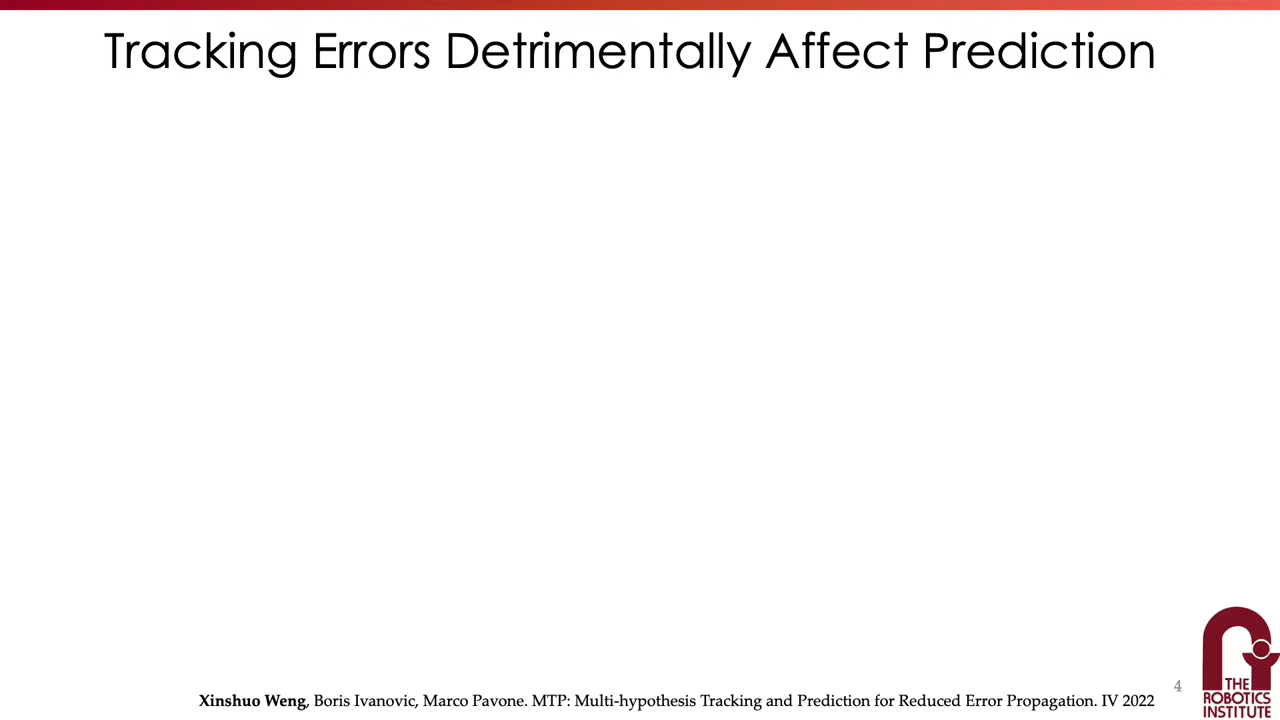 Tracking Errors Detrimentally Affect Prediction
4
THE
ROBOTICS
INSTITUTE
Xinshuo Weng, Boris Ivanovic, Marco Pavone. MTP: Multi-hypothesis Tracking and Prediction for Reduced Error Propagation. IV 2022